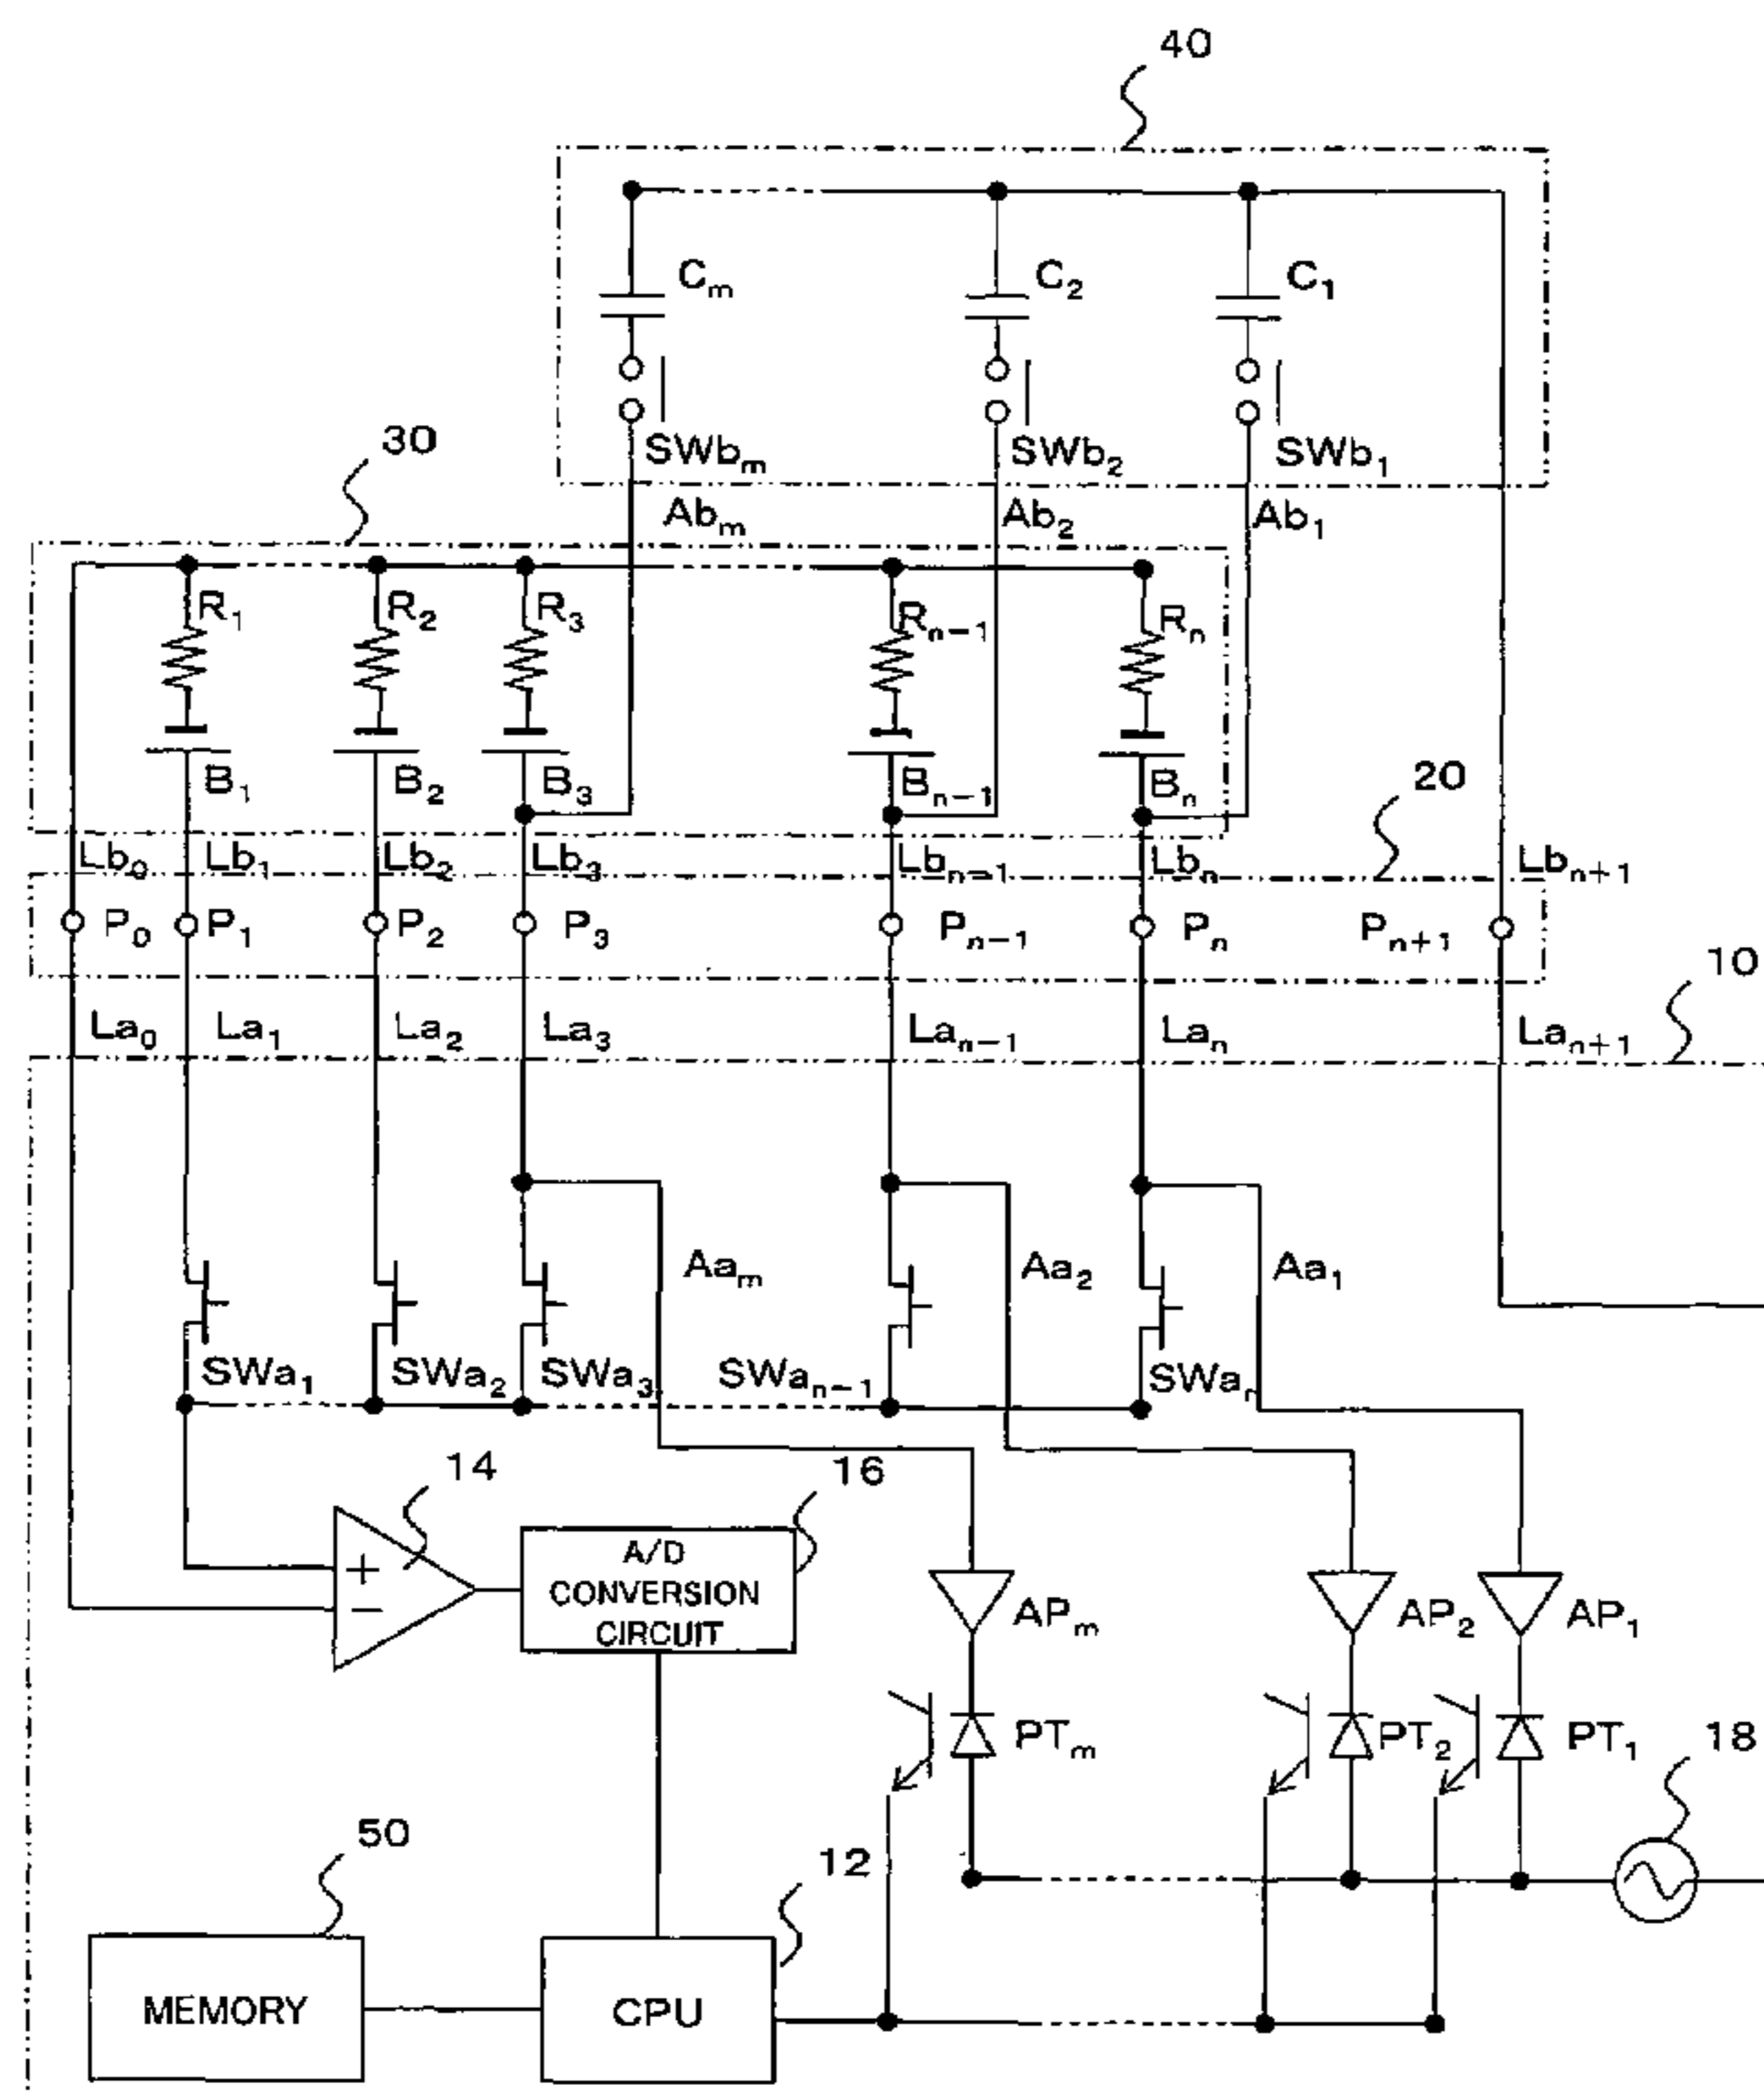 40
Cₘ C₂ C₁
SWbₘ SWb₂ SWb₁
30
Abₘ Ab₂ Ab₁
R₁ R₂ R₃ Rₙ₋₁ Rₙ
B₁ B₂ B₃ Bₙ₋₁ Bₙ
20
Lb₀ Lb₁ Lb₂ Lb₃ Lbₙ₋₁ Lbₙ Lbₙ₊₁
P₀ P₁ P₂ P₃ Pₙ₋₁ Pₙ Pₙ₊₁
10
La₀ La₁ La₂ La₃ Laₙ₋₁ Laₙ Laₙ₊₁
Aaₘ Aa₂ Aa₁
SWa₁ SWa₂ SWa₃ SWaₙ₋₁ SWaₙ
14 16
+
−
A/D
CONVERSION
CIRCUIT
APₘ AP₂ AP₁
PTₘ PT₂ PT₁
18
50 12
MEMORY CPU